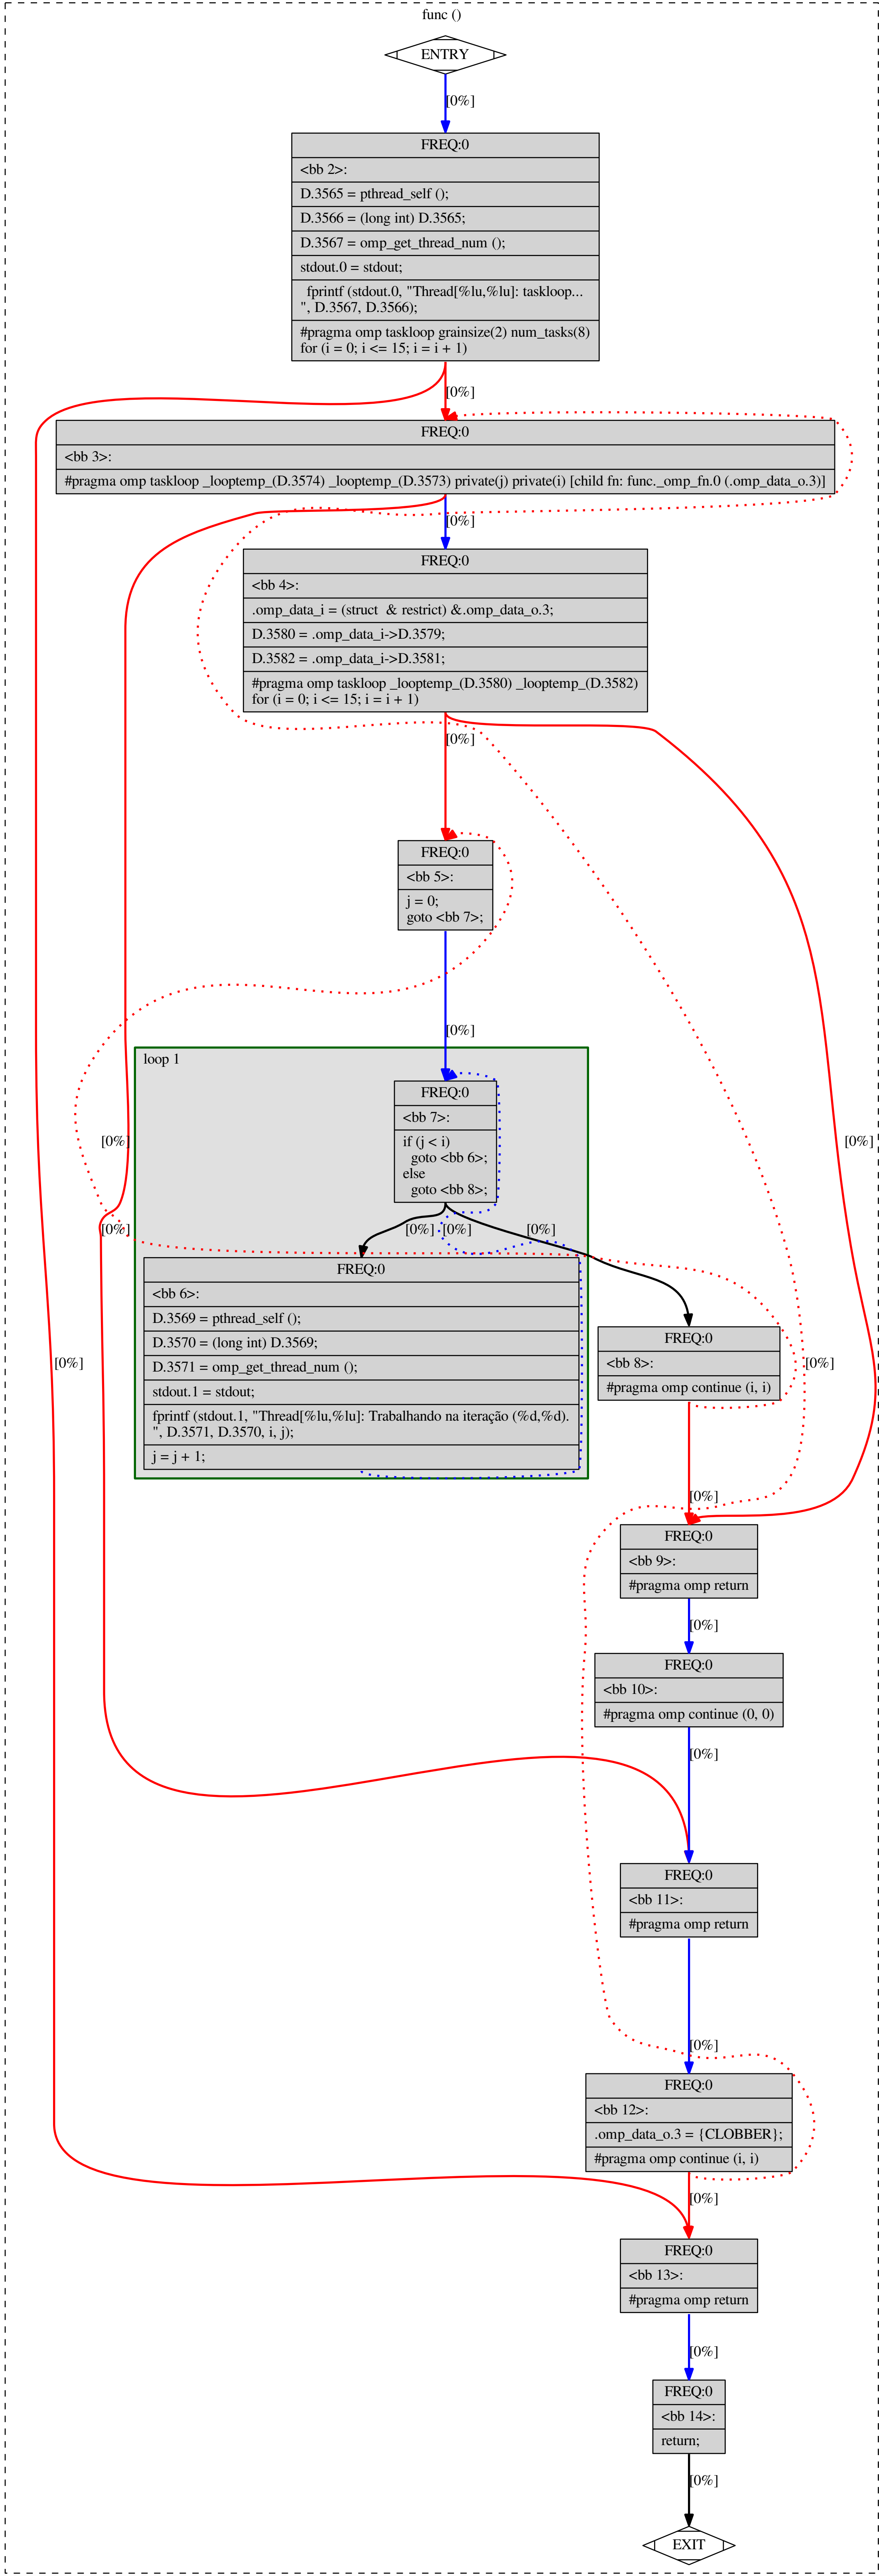 func ()
ENTRY
[0%]
FREQ:0
<bb 2>:
D.3565 = pthread_self ();
D.3566 = (long int) D.3565;
D.3567 = omp_get_thread_num ();
stdout.0 = stdout;
fprintf (stdout.0, "Thread[%lu,%lu]: taskloop...
", D.3567, D.3566);
#pragma omp taskloop grainsize(2) num_tasks(8)
for (i = 0; i <= 15; i = i + 1)
[0%]
FREQ:0
<bb 3>:
#pragma omp taskloop _looptemp_(D.3574) _looptemp_(D.3573) private(j) private(i) [child fn: func._omp_fn.0 (.omp_data_o.3)]
[0%]
FREQ:0
<bb 4>:
.omp_data_i = (struct  & restrict) &.omp_data_o.3;
D.3580 = .omp_data_i->D.3579;
D.3582 = .omp_data_i->D.3581;
#pragma omp taskloop _looptemp_(D.3580) _looptemp_(D.3582)
for (i = 0; i <= 15; i = i + 1)
[0%]
FREQ:0
<bb 5>:
j = 0;
goto <bb 7>;
[0%]
loop 1
FREQ:0
<bb 7>:
if (j < i)
goto <bb 6>;
else
goto <bb 8>;
[0%]
[0%]
[0%]
[0%]
[0%]
[0%]
FREQ:0
<bb 6>:
D.3569 = pthread_self ();
D.3570 = (long int) D.3569;
D.3571 = omp_get_thread_num ();
stdout.1 = stdout;
fprintf (stdout.1, "Thread[%lu,%lu]: Trabalhando na iteração (%d,%d).
", D.3571, D.3570, i, j);
j = j + 1;
FREQ:0
<bb 8>:
#pragma omp continue (i, i)
[0%]
[0%]
[0%]
FREQ:0
<bb 9>:
#pragma omp return
[0%]
FREQ:0
<bb 10>:
#pragma omp continue (0, 0)
[0%]
FREQ:0
<bb 11>:
#pragma omp return
[0%]
FREQ:0
<bb 12>:
.omp_data_o.3 = {CLOBBER};
#pragma omp continue (i, i)
[0%]
FREQ:0
<bb 13>:
#pragma omp return
[0%]
FREQ:0
<bb 14>:
return;
[0%]
EXIT